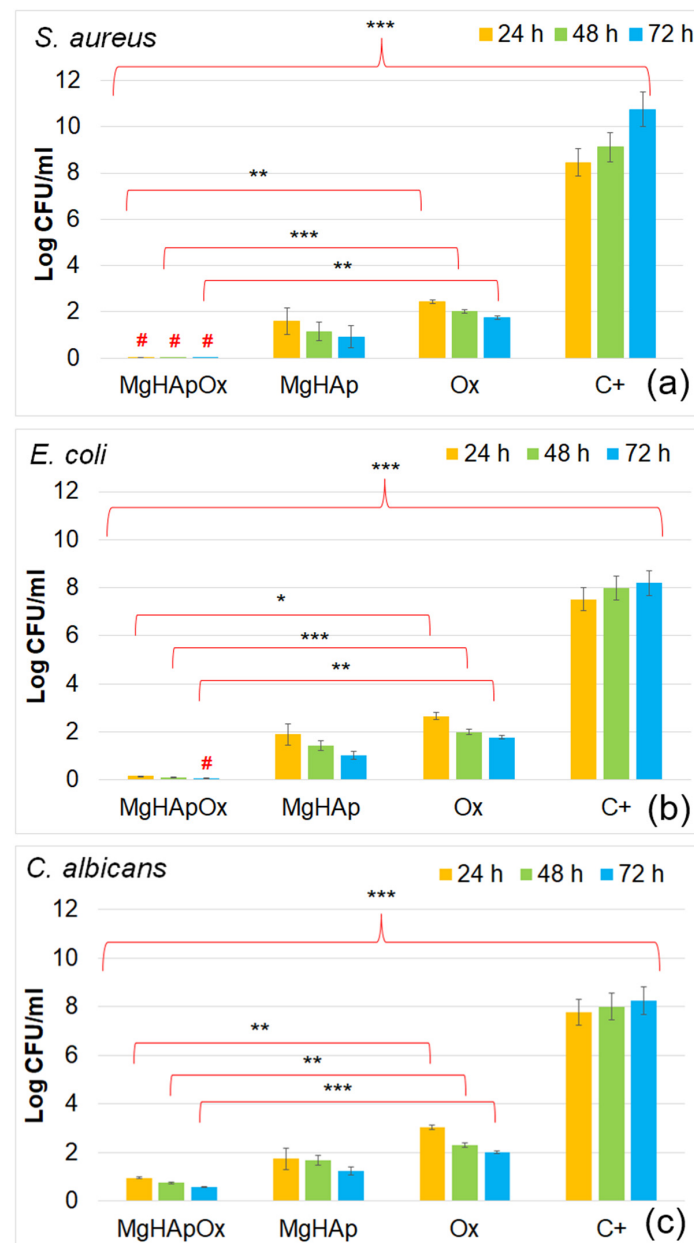 S. aureus
24 h 48 h 72 h
***
12
10
8
6
4
2
0
Log CFU/ml
**
***
**
# # #
MgHApOx MgHAp Ox C+
(a)
E. coli
24 h 48 h 72 h
***
12
10
8
6
4
2
0
Log CFU/ml
*
***
**
#
MgHApOx MgHAp Ox C+
(b)
C. albicans
24 h 48 h 72 h
***
12
10
8
6
4
2
0
Log CFU/ml
**
**
***
MgHApOx MgHAp Ox C+
(c)